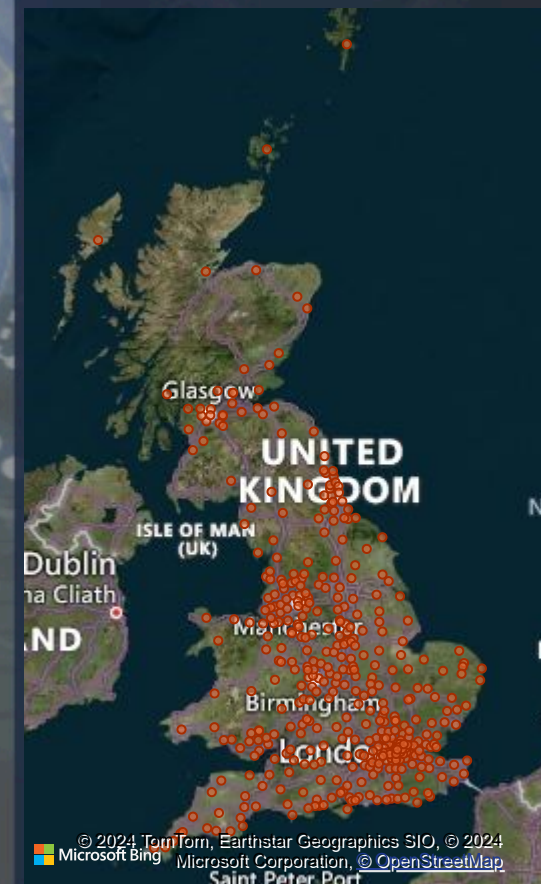 Glasgow
UNITED
KINGDOM
ISLE OF MAN
(UK)
Dublin
na Cliath
AND
Manchester
Birmingham
Londo
© 2024 TomTom, Earthstar Geographics SIO, © 2024
Microsoft Bing
Microsoft Corporation, © OpenStreetMap
Saint Peter Port